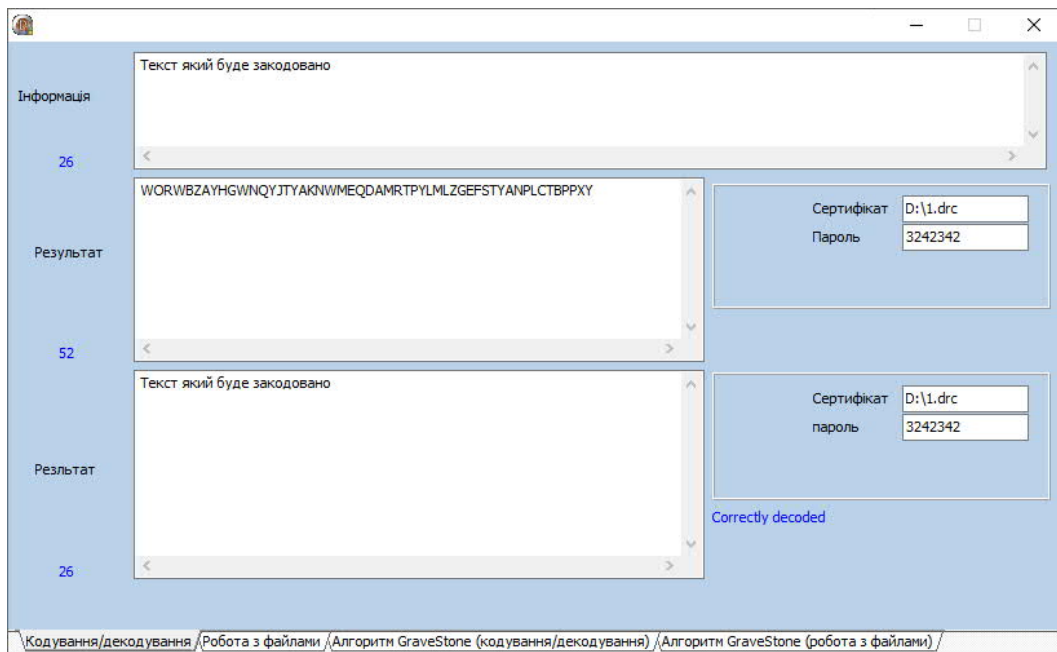 Текст який буде закодовано
Інформація
26
WORWBZAYHGWNQYJTYAKNWMEQDAMRTPYLMLZGEFSTYANPLCTBPPXY
Сертифікат D:\1.drc
Пароль 3242342
Результат
52
Текст який буде закодовано
Сертифікат D:\1.drc
пароль 3242342
Резльтат
Correctly decoded
26
Кодування/декодування Робота з файлами Алгоритм GraveStone (кодування/декодування) Алгоритм GraveStone (робота з файлами)